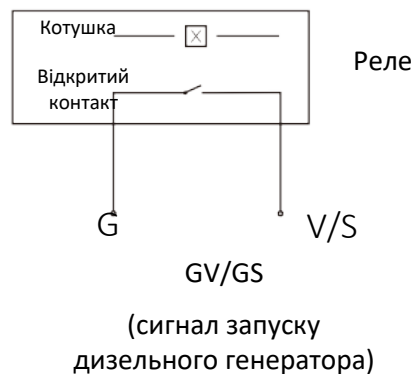 Котушка
Реле
Відкритий
контакт
G
V/S
GV/GS
(сигнал запуску
дизельного генератора)